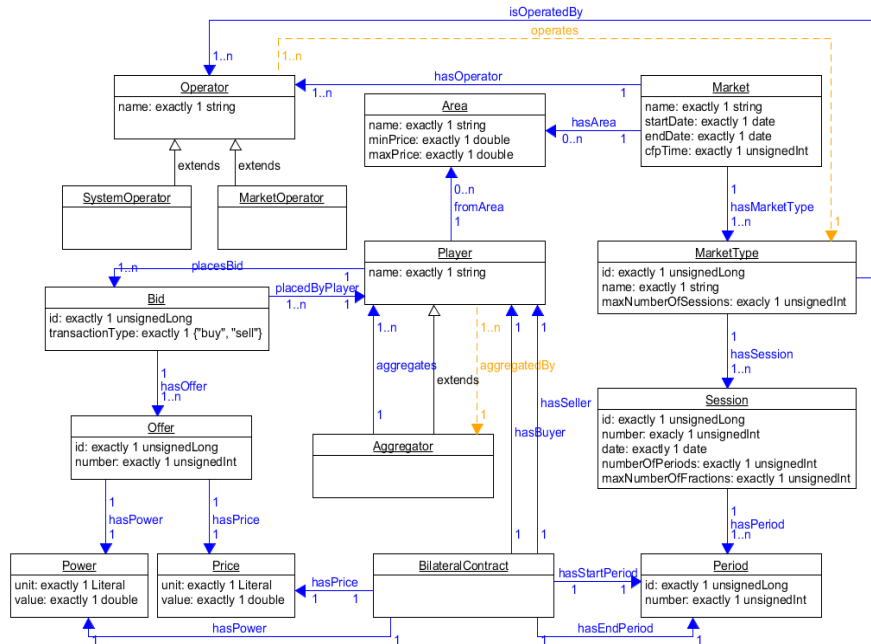 isOperatedBy
operates
1..n
1..n
Operator
name: exactly 1 string
hasOperator
1..n
1
Market
name: exactly 1 string
startDate: exactly 1 date
endDate: exactly 1 date
cfpTime: exactly 1 unsignedInt
Area
name: exactly 1 string
minPrice: exactly 1 double
maxPrice: exactly 1 double
hasArea
0..n
1
extends
extends
SystemOperator
MarketOperator
0..n
fromArea
1
1
hasMarketType
1..n
1
Player
name: exactly 1 string
MarketType
id: exactly 1 unsignedLong
name: exactly 1 string
maxNumberOfSessions: exacly 1 unsignedInt
placesBid
1..n
1
placedByPlayer
1..n
1
Bid
id: exactly 1 unsignedLong
transactionType: exactly 1 {"buy", "sell"}
1..n
1..n
1
1
aggregates
extends
aggregatedBy
1
1
1
hasSession
1..n
1
hasOffer
1..n
hasSeller
hasBuyer
Session
id: exactly 1 unsignedLong
number: exactly 1 unsignedInt
date: exactly 1 date
numberOfPeriods: exactly 1 unsignedInt
maxNumberOfFractions: exactly 1 unsignedInt
Offer
id: exactly 1 unsignedLong
number: exactly 1 unsignedInt
Aggregator
1
hasPower
1
1
hasPrice
1
1
1
1
hasPeriod
1..n
Power
unit: exactly 1 Literal
value: exactly 1 double
Price
unit: exactly 1 Literal
value: exactly 1 double
hasPrice
1
1
BilateralContract
hasStartPeriod
1
1
Period
id: exactly 1 unsignedLong
number: exactly 1 unsignedInt
hasPower
1
1
hasEndPeriod
1
1